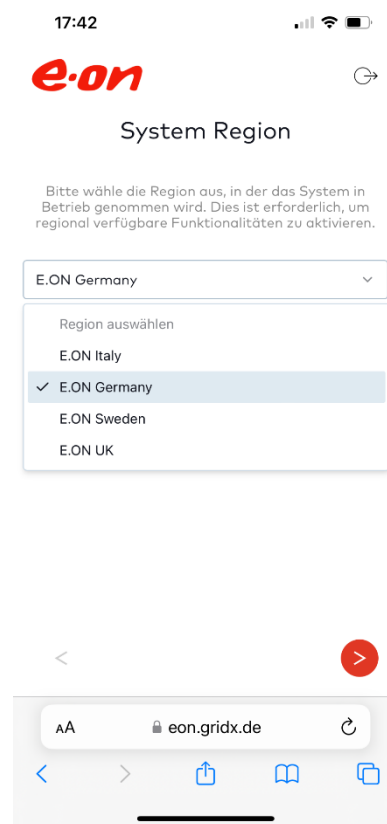 17:42
e·on
System Region
Bitte wähle die Region aus, in der das System in
Betrieb genommen wird. Dies ist erforderlich, um
regional verfügbare Funktionalitäten zu aktivieren.
E.ON Germany
Region auswählen
E.ON Italy
E.ON Germany
E.ON Sweden
E.ON UK
AA
eon.gridx.de